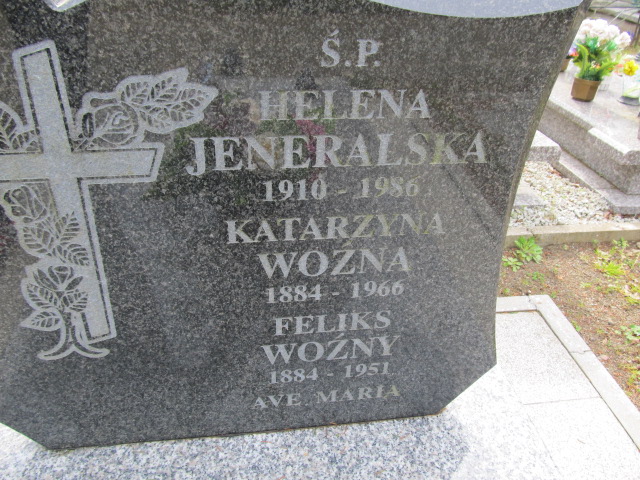 Ś.P.
HELENA
JENERALSKA
1910 - 1986
KATARZYNA
WOŹNA
1884 - 1966
FELIKS
WOŹNY
1884 - 1951
AVE MARIA